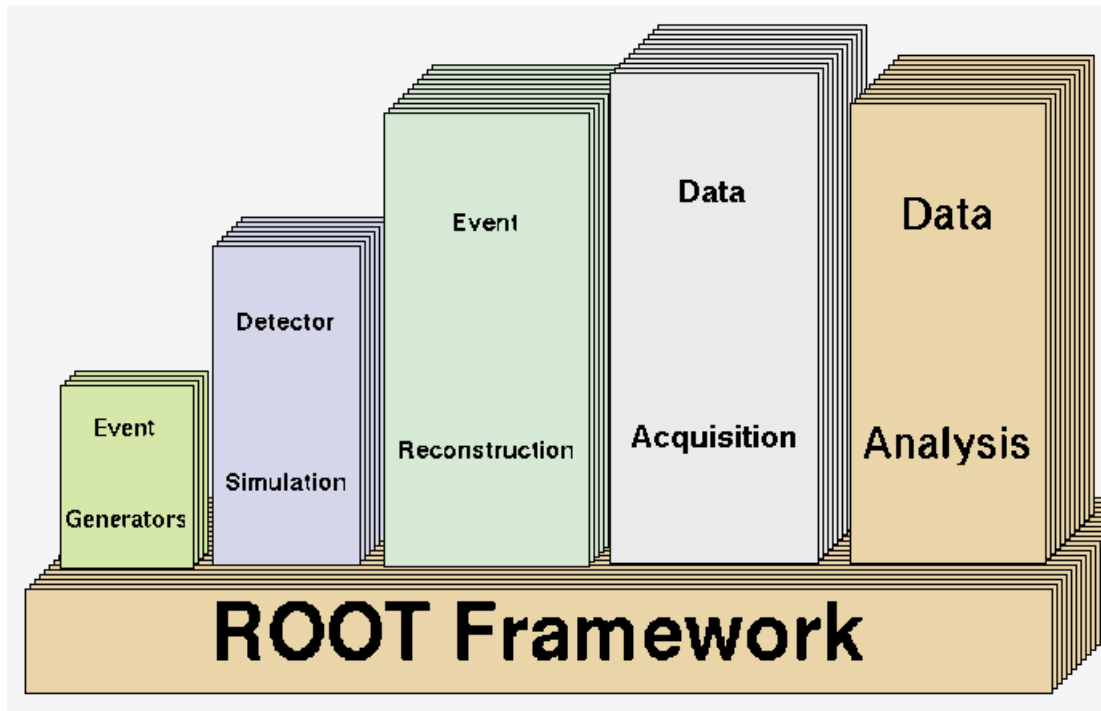 Event
Generators
Detector
Simulation
Event
Reconstruction
Data
Acquisition
Data
Analysis
ROOT Framework